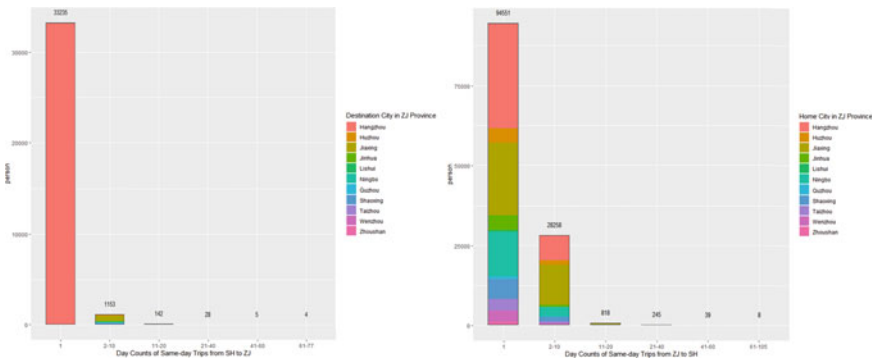 33235
30000
20000
10000
0
person
1153
142
28
5
4
1
2-10
11-20
21-40
41-60
61-77
Day Counts of Same-day Trips from SH to ZJ
Destination City in ZJ Province
Hangzhou
Huzhou
Jiaxing
Jinhua
Lishui
Ningbo
Quzhou
Shaoxing
Taizhou
Wenzhou
Zhoushan
94551
75000
50000
25000
0
person
28258
818
245
39
8
1
2-10
11-20
21-40
41-60
61-105
Day Counts of Same-day Trips from ZJ to SH
Home City in ZJ Province
Hangzhou
Huzhou
Jiaxing
Jinhua
Lishui
Ningbo
Quzhou
Shaoxing
Taizhou
Wenzhou
Zhoushan